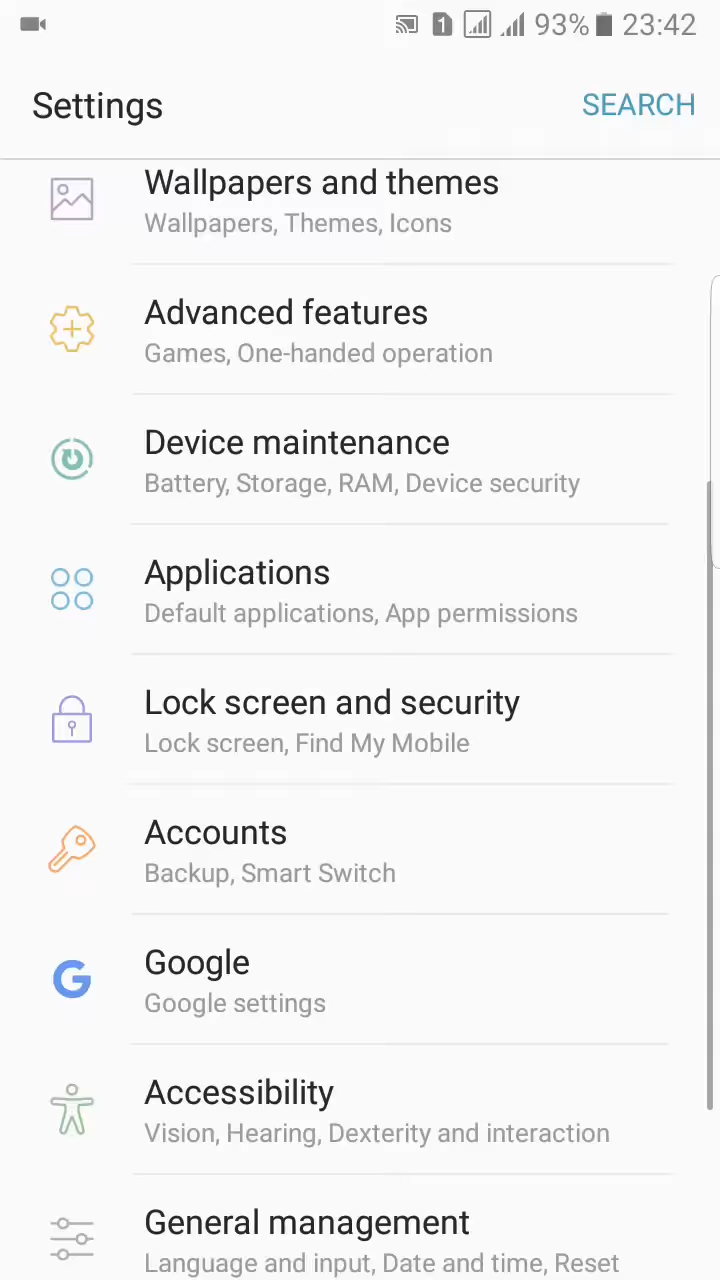 1 93% 23:42
Settings SEARCH
Wallpapers and themes
Wallpapers, Themes, Icons
Advanced features
Games, One-handed operation
Device maintenance
Battery, Storage, RAM, Device security
Applications
Default applications, App permissions
Lock screen and security
Lock screen, Find My Mobile
Accounts
Backup, Smart Switch
Google
Google settings
Accessibility
Vision, Hearing, Dexterity and interaction
General management
Language and input, Date and time, Reset